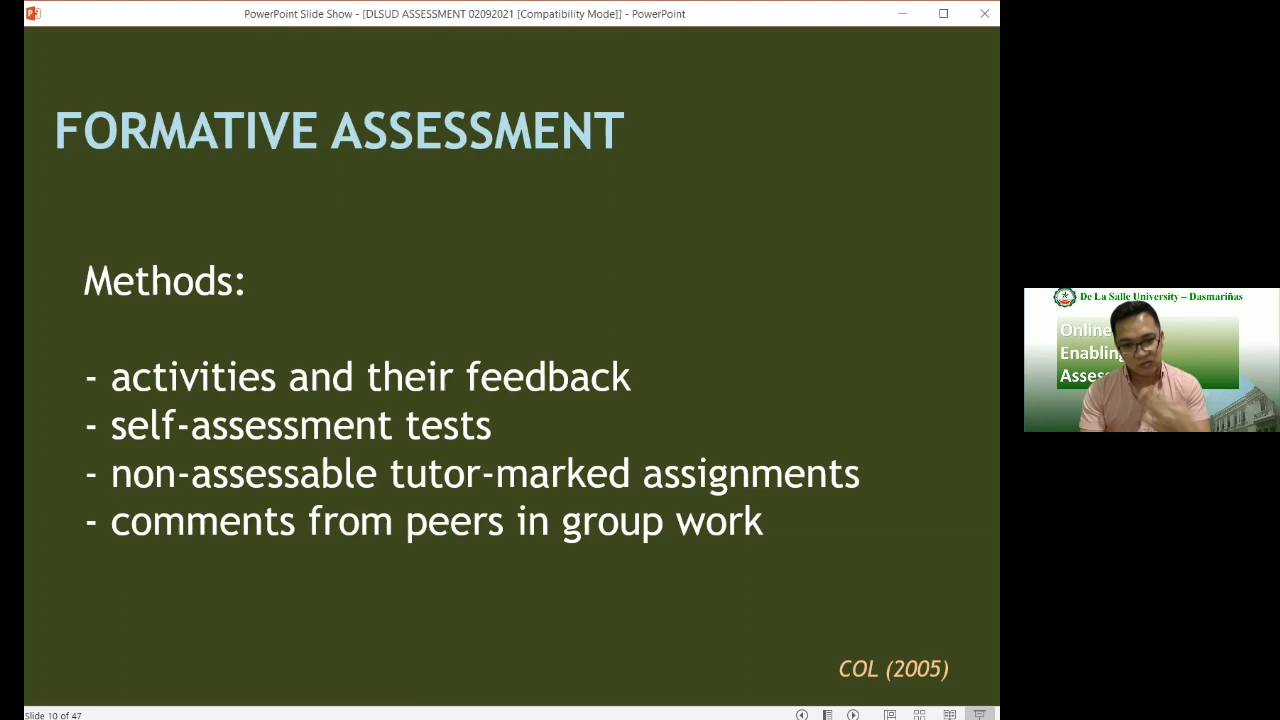 PowerPoint Slide Show - [DLSUD ASSESSMENT 02092021 [Compatibility Mode]] - PowerPoint
FORMATIVE ASSESSMENT
Methods:
- activities and their feedback
- self-assessment tests
- non-assessable tutor-marked assignments
- comments from peers in group work
COL (2005)
Slide 10 of 47
De La Salle University – Dasmariñas
Online
Enabling
Assess